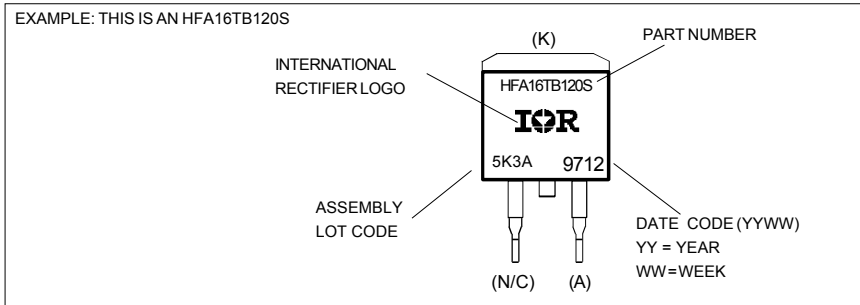 EXAMPLE: THIS IS AN HFA16TB120S
(K)
PART NUMBER
INTERNATIONAL
RECTIFIER LOGO
HFA16TB120S
IOR
5K3A 9712
ASSEMBLY
LOT CODE
DATE CODE (YYWW)
YY = YEAR
WW=WEEK
(N/C) (A)